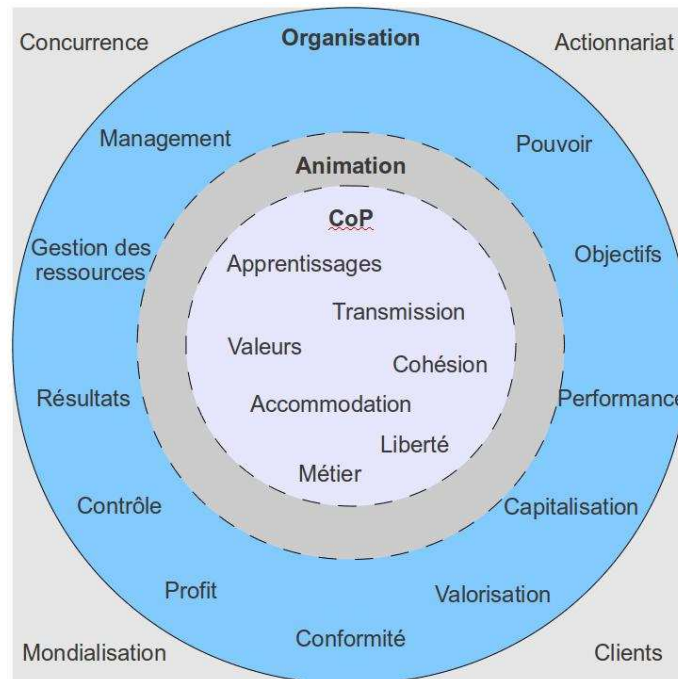 Concurrence
Organisation
Actionnariat
Management
Pouvoir
Animation
CoP
Gestion des
ressources
Apprentissages
Objectifs
Transmission
Valeurs
Cohésion
Résultats
Accommodation
Performance
Liberté
Métier
Contrôle
Capitalisation
Profit
Valorisation
Conformité
Mondialisation
Clients